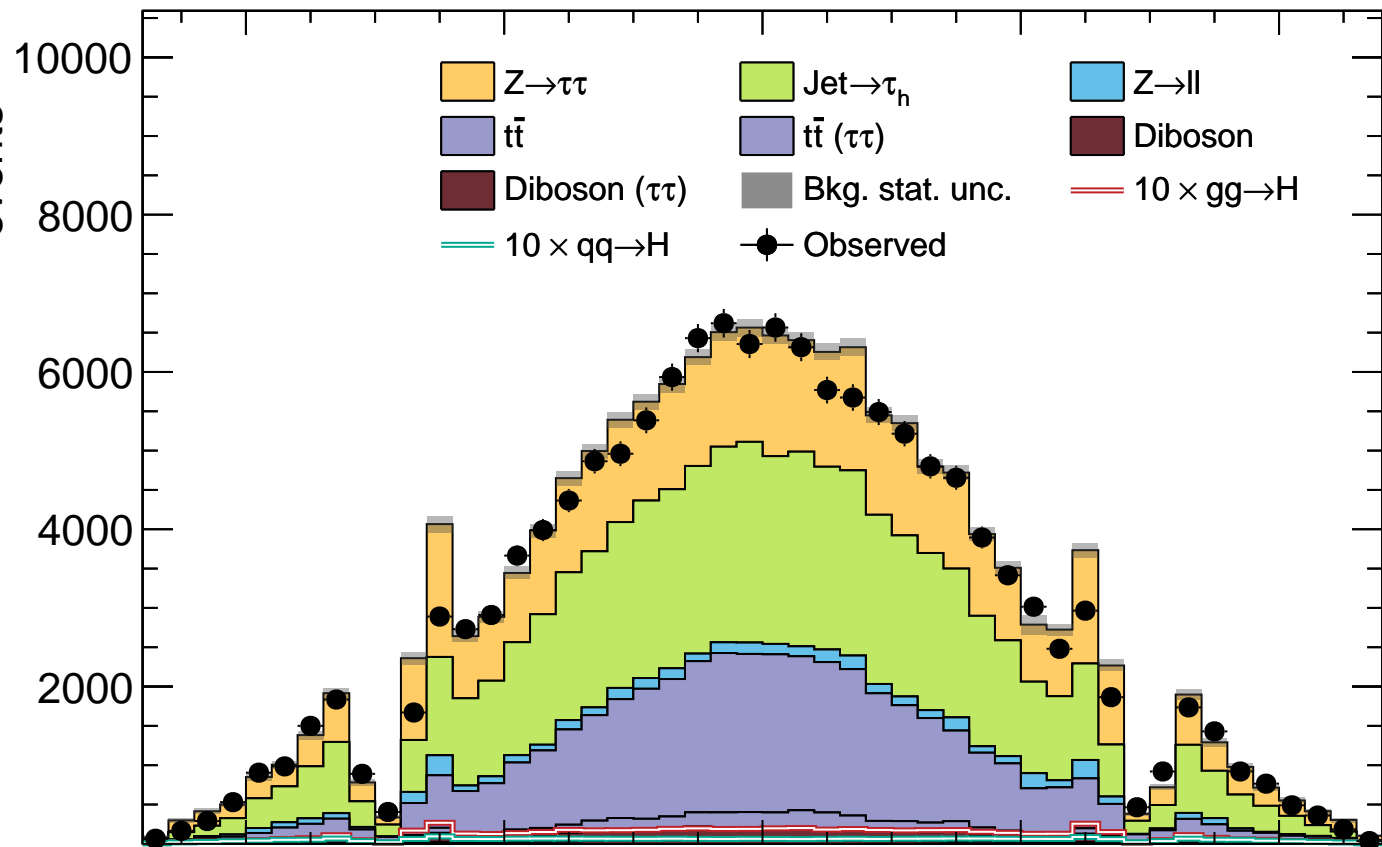 10000
8000
6000
4000
2000
Z→ττ Jet→τₕ Z→ll
tt̄ tt̄ (ττ) Diboson
Diboson (ττ) Bkg. stat. unc. 10 × gg→H
10 × qq→H Observed